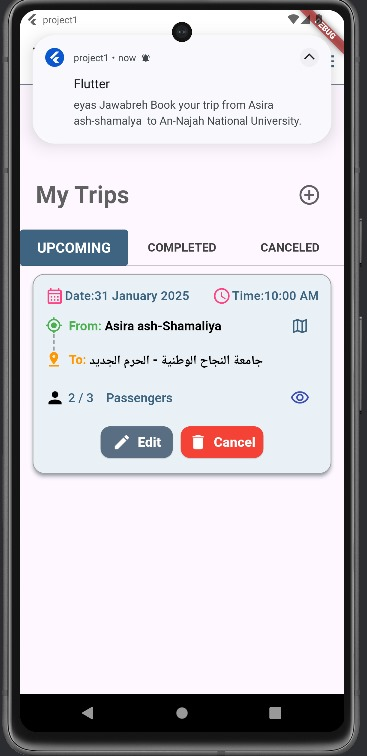 project1
DEBUG
project1 • now
Flutter
eyas Jawabreh Book your trip from Asira
ash-shamalya to An-Najah National University.
My Trips
UPCOMING
COMPLETED
CANCELED
Date:31 January 2025
Time:10:00 AM
From: Asira ash-Shamaliya
To: جامعة النجاح الوطنية - الحرم الجديد
2 / 3 Passengers
Edit
Cancel